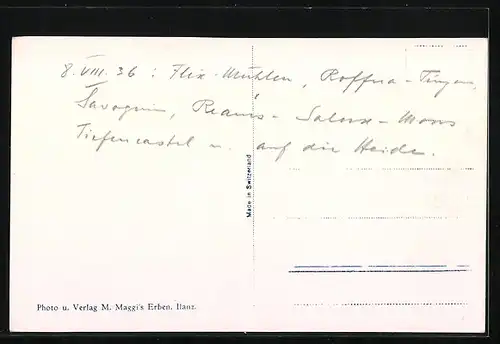 8. VIII. 36 : Flix - Mühlen, Roffna - Tinzen,
Savognin, Reams - Salux - Mons
Tiefencastel u. auf die Heide.
Made in Switzerland
Photo u. Verlag M. Maggi's Erben, Ilanz.